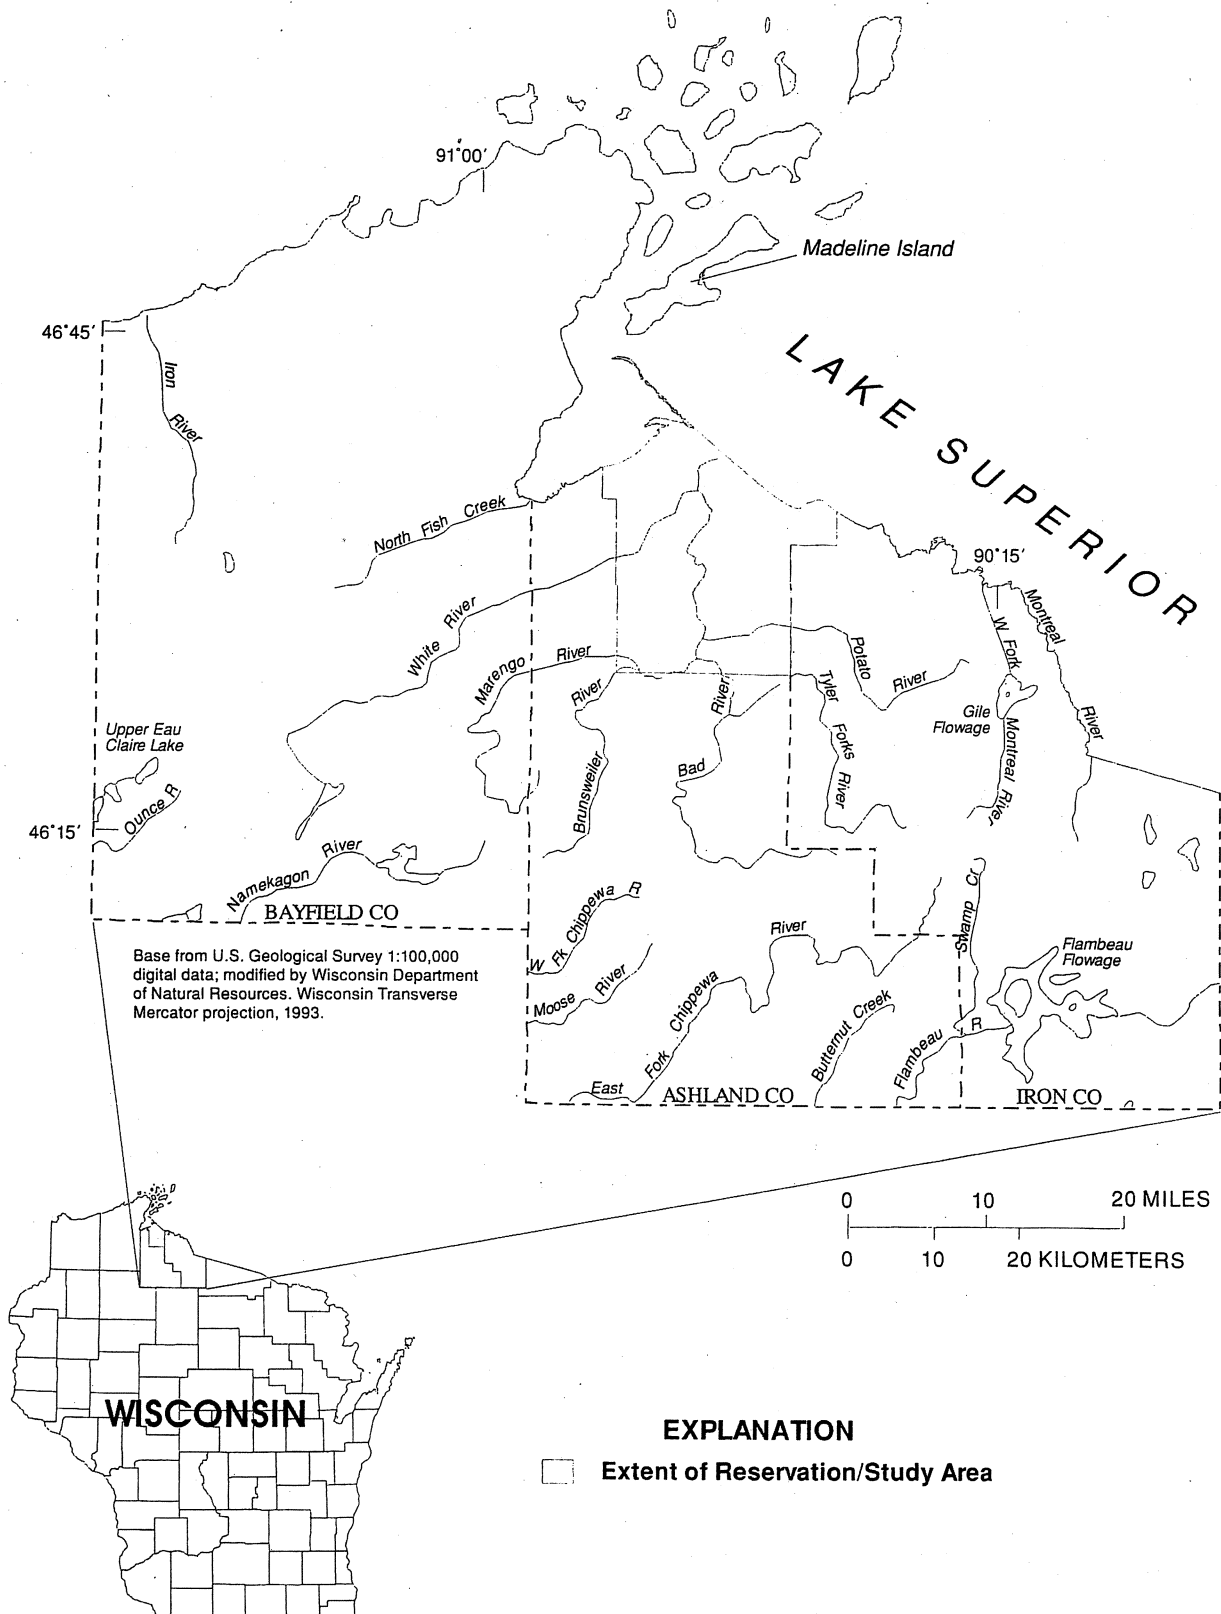 91°00′
Madeline Island
46°45′
LAKE SUPERIOR
Iron River
North Fish Creek
90°15′
White River
Marengo River
Montreal River
W Fork Montreal River
Potato River
Tyler Forks River
Gile
Flowage
Brunsweiler River
Bad River
Upper Eau
Claire Lake
Ounce R
46°15′
Namekagon River
BAYFIELD CO
W Fk Chippewa R
Swamp Cr
Base from U.S. Geological Survey 1:100,000
digital data; modified by Wisconsin Department
of Natural Resources. Wisconsin Transverse
Mercator projection, 1993.
Moose River
East Fork Chippewa River
Butternut Creek
Flambeau R
Flambeau
Flowage
ASHLAND CO
IRON CO
0 10 20 MILES
0 10 20 KILOMETERS
WISCONSIN
EXPLANATION
Extent of Reservation/Study Area